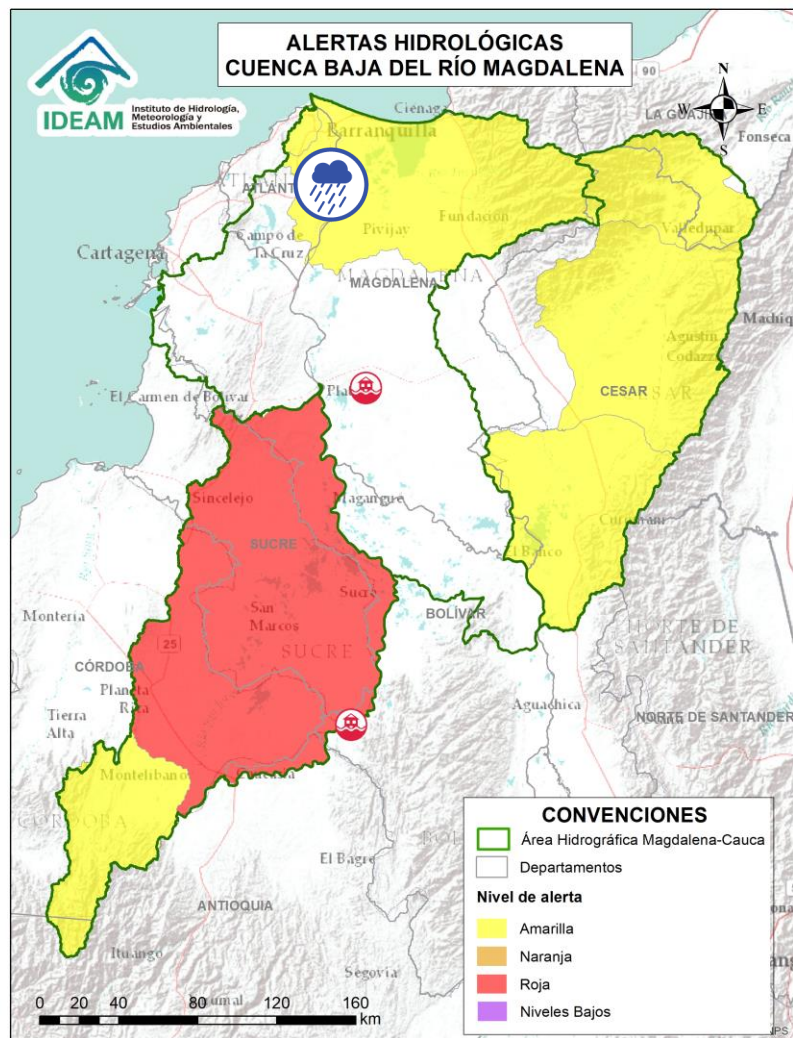 ALERTAS HIDROLÓGICAS
CUENCA BAJA DEL RÍO MAGDALENA
IDEAM
Instituto de Hidrología,
Meteorología y
Estudios Ambientales
N
W E
S
90
Ciénaga
LA GUAJIRA
Fonseca
Barranquilla
Valledupar
Pivijay
Fundación
Cartagena
Campo de
la Cruz
MAGDALENA
MAGDALENA
Agustín
Codazzi
CESAR
El Carmen de Bolívar
Sincelejo
Magangue
SUCRE
El Banco
Sucre
BOLÍVAR
San
Marcos
Montería
25
SUCRE
NORTE DE
SANTANDER
CÓRDOBA
Planeta
Rica
Aguachica
Tierra
Alta
NORTE DE SANTANDER
Montelibano
El Bagre
ANTIOQUIA
Ituango
Segovia
CONVENCIONES
Área Hidrográfica Magdalena-Cauca
Departamentos
Nivel de alerta
Amarilla
Naranja
Roja
Niveles Bajos
0 20 40 80 120 160
km